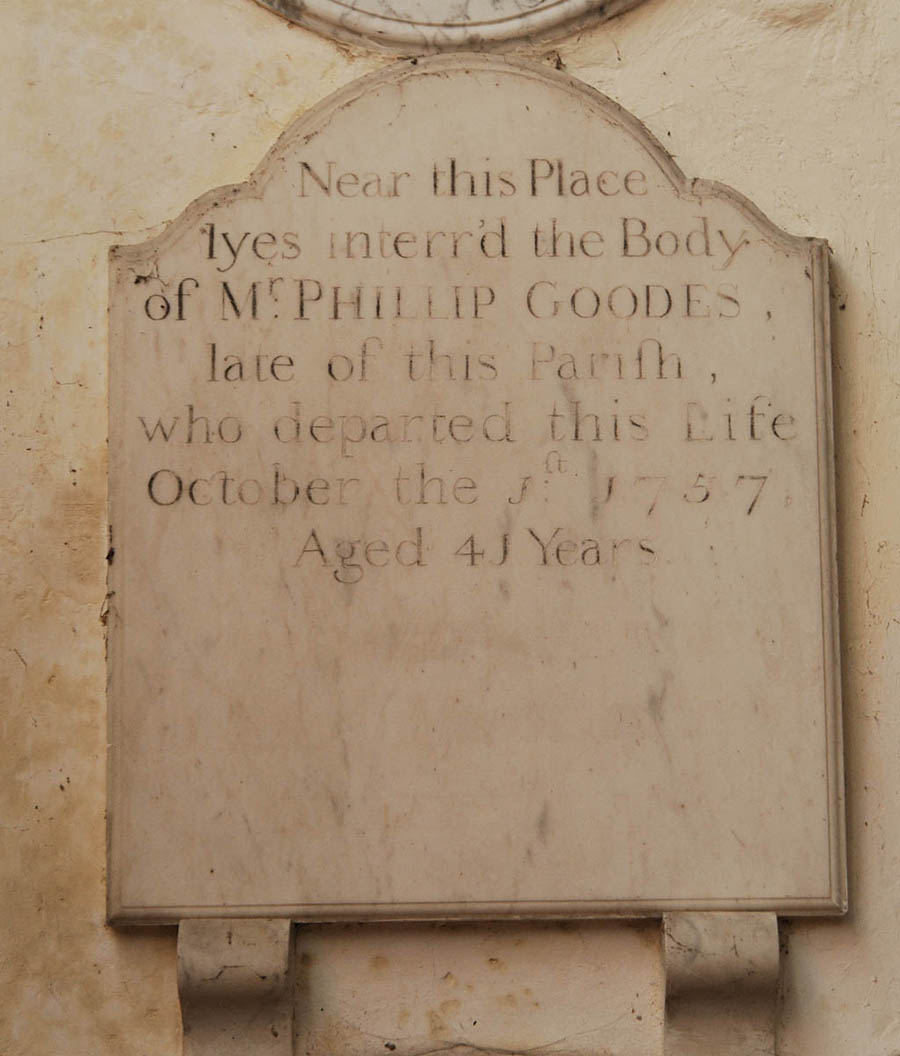 Near this Place
lyes interr'd the Body
of Mr. PHILLIP GOODES,
late of this Pariſh,
who departed this Life
October the 1ſt. 1757,
Aged 41 Years